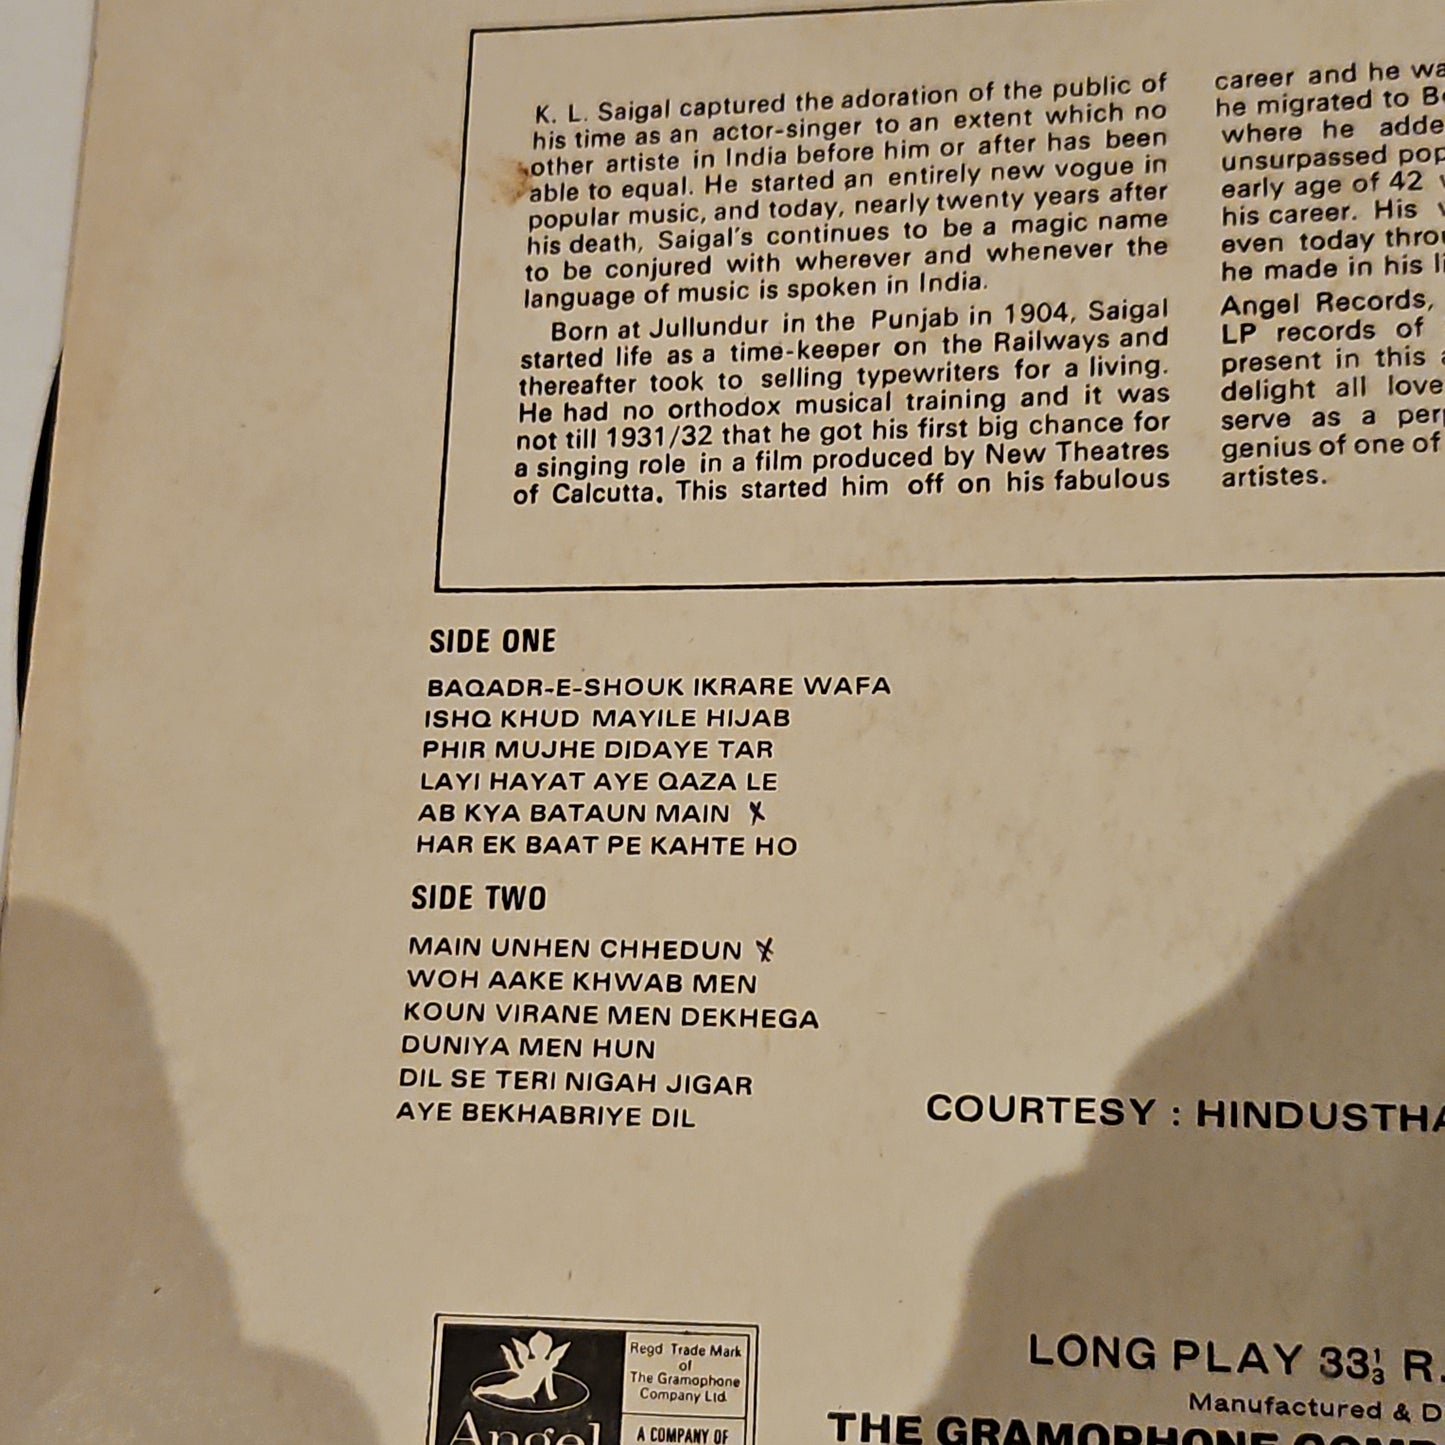 K. L. Saigal captured the adoration of the public of
his time as an actor-singer to an extent which no
other artiste in India before him or after has been
able to equal. He started an entirely new vogue in
popular music, and today, nearly twenty years after
his death, Saigal's continues to be a magic name
to be conjured with wherever and whenever the
language of music is spoken in India.
Born at Jullundur in the Punjab in 1904, Saigal
started life as a time-keeper on the Railways and
thereafter took to selling typewriters for a living.
He had no orthodox musical training and it was
not till 1931/32 that he got his first big chance for
a singing role in a film produced by New Theatres
of Calcutta. This started him off on his fabulous
career and he
he migrated to
where he
unsurpassed
early age of 42
his career. His
even today
he made in his
Angel Records,
LP records of
present in this
delight all
serve as a
genius of one of
artistes.
SIDE ONE
BAQADR-E-SHOUK IKRARE WAFA
ISHQ KHUD MAYILE HIJAB
PHIR MUJHE DIDAYE TAR
LAYI HAYAT AYE QAZA LE
AB KYA BATAUN MAIN x
HAR EK BAAT PE KAHTE HO
SIDE TWO
MAIN UNHEN CHHEDUN x
WOH AAKE KHWAB MEN
KOUN VIRANE MEN DEKHEGA
DUNIYA MEN HUN
DIL SE TERI NIGAH JIGAR
AYE BEKHABRIYE DIL
COURTESY :
Regd Trade Mark
of
The Gramophone
Company Ltd
Angel
A COMPANY OF
LONG PLAY 33⅓ R.
Manufactured &
THE GRAMOPHONE